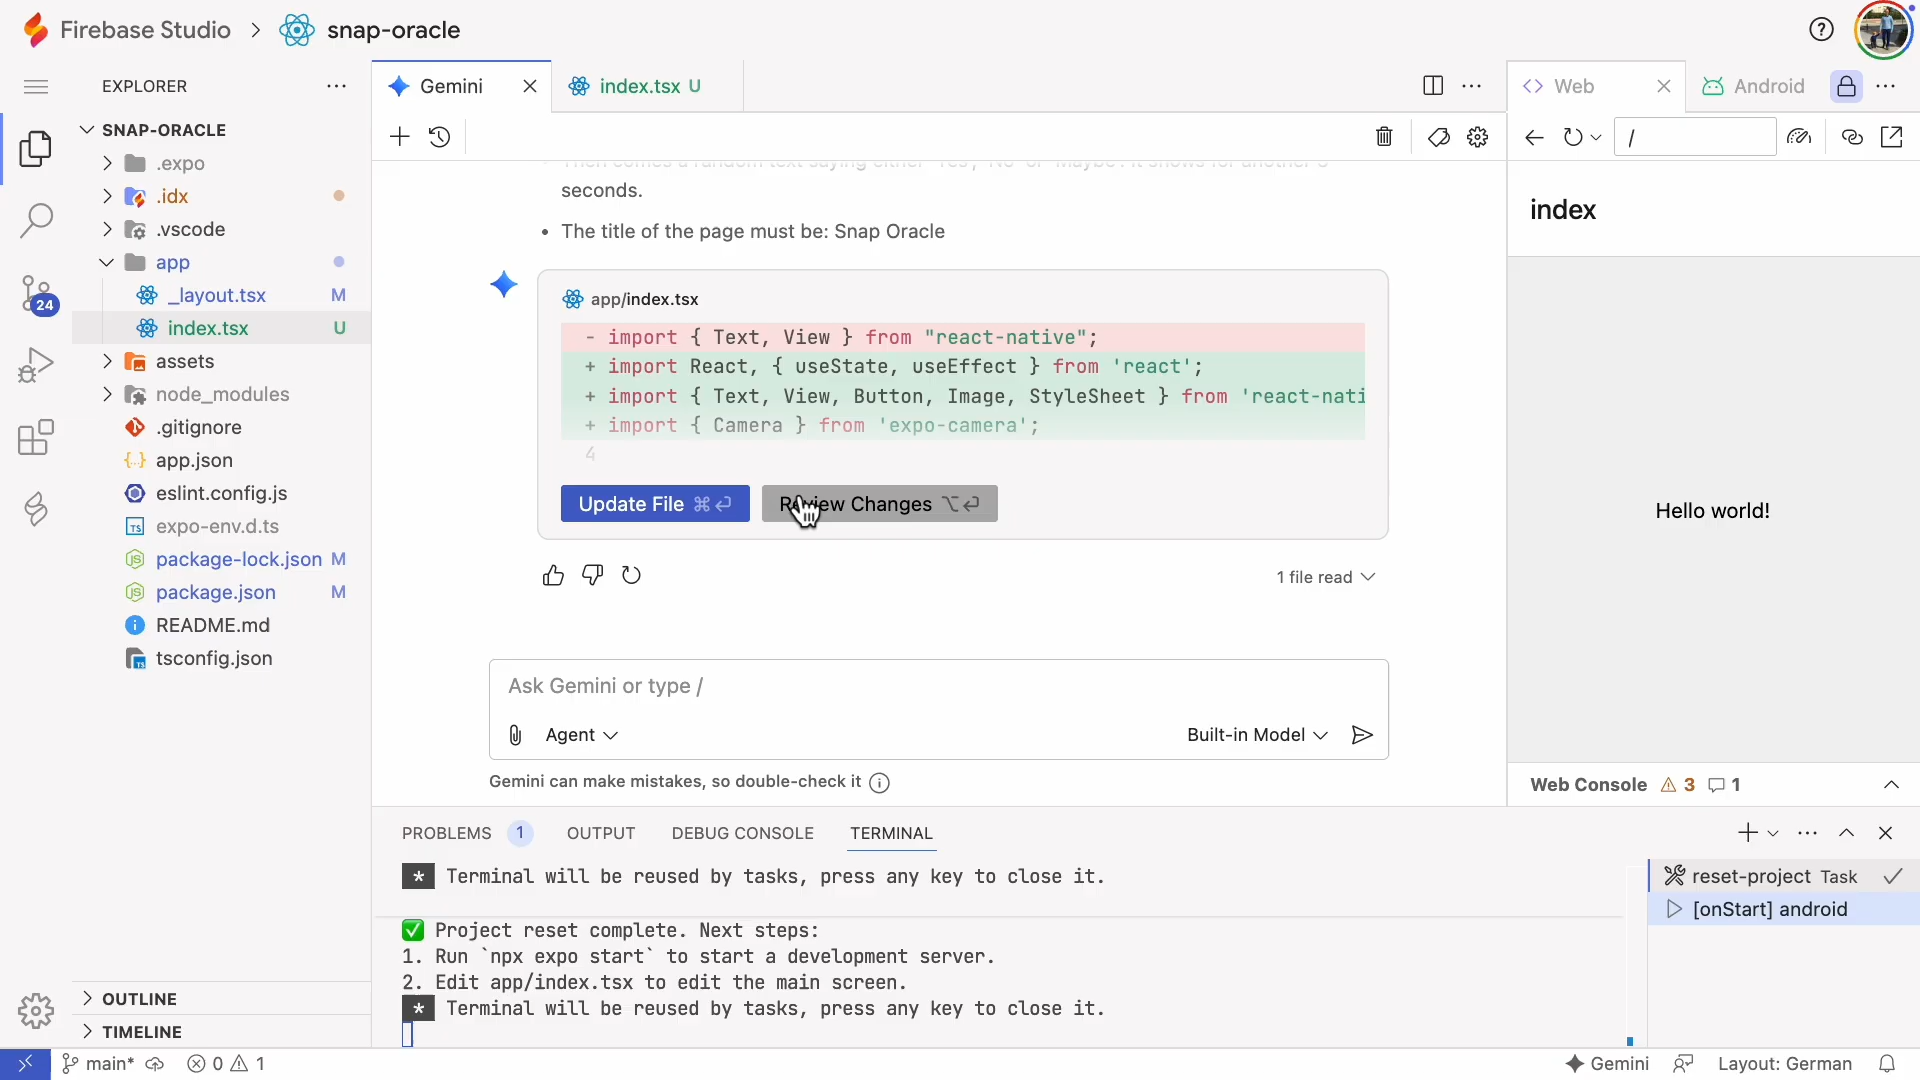 Firebase Studio > snap-oracle
EXPLORER
SNAP-ORACLE
.expo
.idx
.vscode
app
_layout.tsx M
index.tsx U
assets
node_modules
.gitignore
app.json
eslint.config.js
expo-env.d.ts
package-lock.json M
package.json M
README.md
tsconfig.json
24
OUTLINE
TIMELINE
Gemini
index.tsx U
seconds.
• The title of the page must be: Snap Oracle
app/index.tsx
- import { Text, View } from "react-native";
+ import React, { useState, useEffect } from 'react';
+ import { Text, View, Button, Image, StyleSheet } from 'react-nati
+ import { Camera } from 'expo-camera';
4
Update File ⌘⏎
Review Changes ⌥⏎
1 file read
Ask Gemini or type /
Agent
Built-in Model
Gemini can make mistakes, so double-check it
Web
Android
/
index
Hello world!
Web Console 3 1
PROBLEMS 1 OUTPUT DEBUG CONSOLE TERMINAL
* Terminal will be reused by tasks, press any key to close it.
✅ Project reset complete. Next steps:
1. Run `npx expo start` to start a development server.
2. Edit app/index.tsx to edit the main screen.
* Terminal will be reused by tasks, press any key to close it.
reset-project Task
[onStart] android
main* 0 1
Gemini
Layout: German